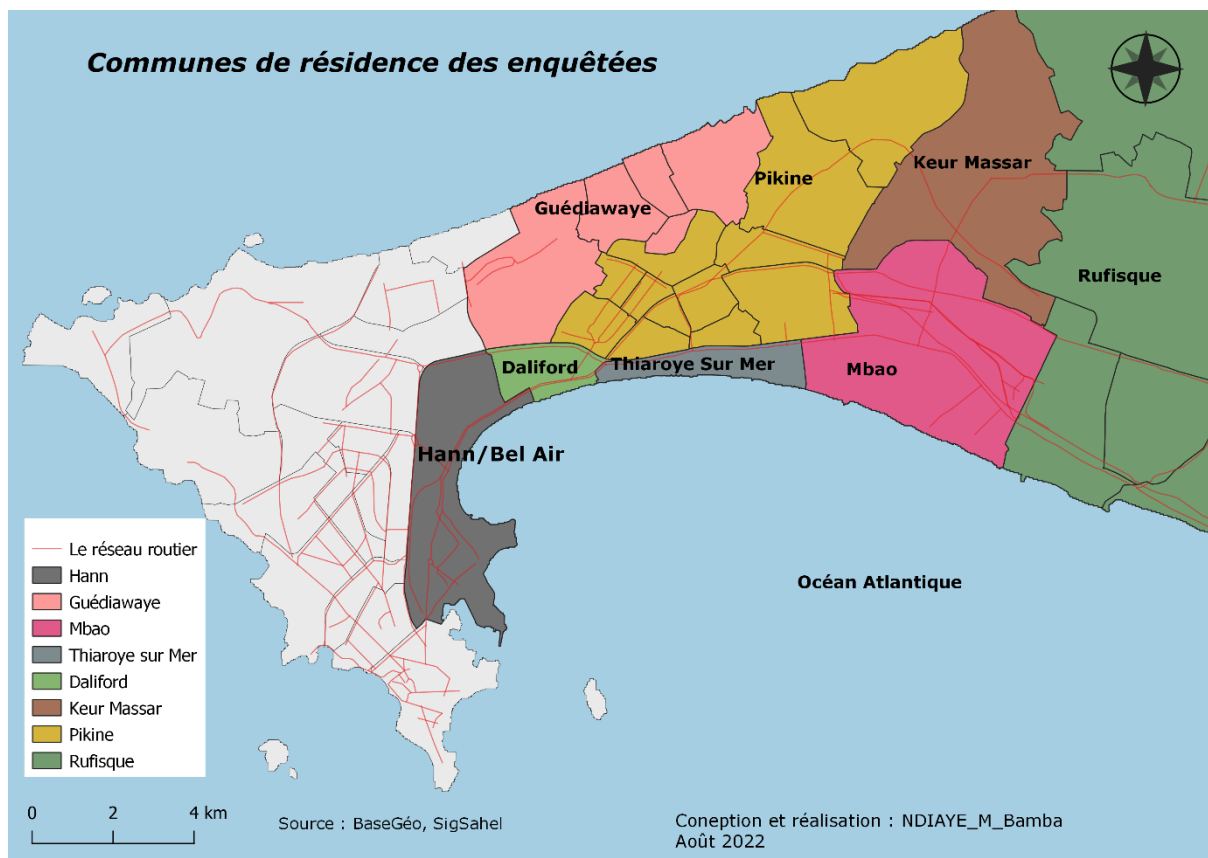 Communes de résidence des enquêtées
Keur Massar
Pikine
Guédiawaye
Rufisque
Daliford
Thiaroye Sur Mer
Mbao
Hann/Bel Air
Océan Atlantique
Le réseau routier
Hann
Guédiawaye
Mbao
Thiaroye sur Mer
Daliford
Keur Massar
Pikine
Rufisque
0 2 4 km
Source : BaseGéo, SigSahel
Coneption et réalisation : NDIAYE_M_Bamba
Août 2022